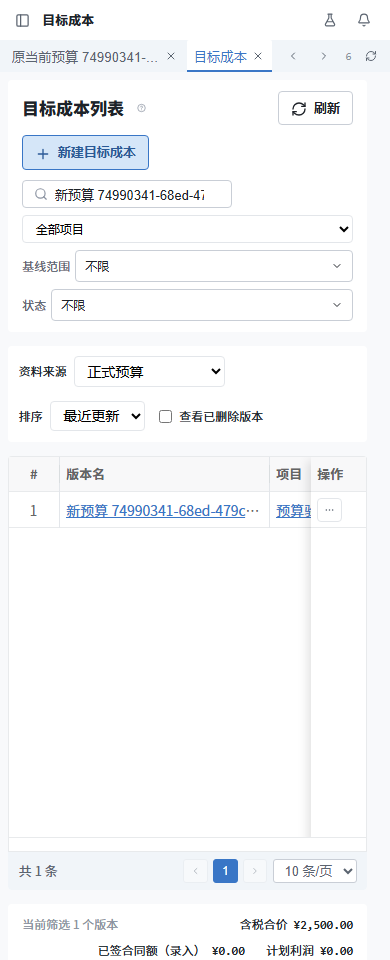 目标成本
原当前预算 74990341-...
目标成本
6
目标成本列表
刷新
新建目标成本
新预算 74990341-68ed-47
全部项目
基线范围 不限
状态 不限
资料来源 正式预算
排序 最近更新 查看已删除版本
# 版本名 项目 操作
1 新预算 74990341-68ed-479c··· 预算 ···
共 1 条 1 10 条/页
当前筛选 1 个版本 含税合价 ¥2,500.00
已签合同额（录入） ¥0.00 计划利润 ¥0.00